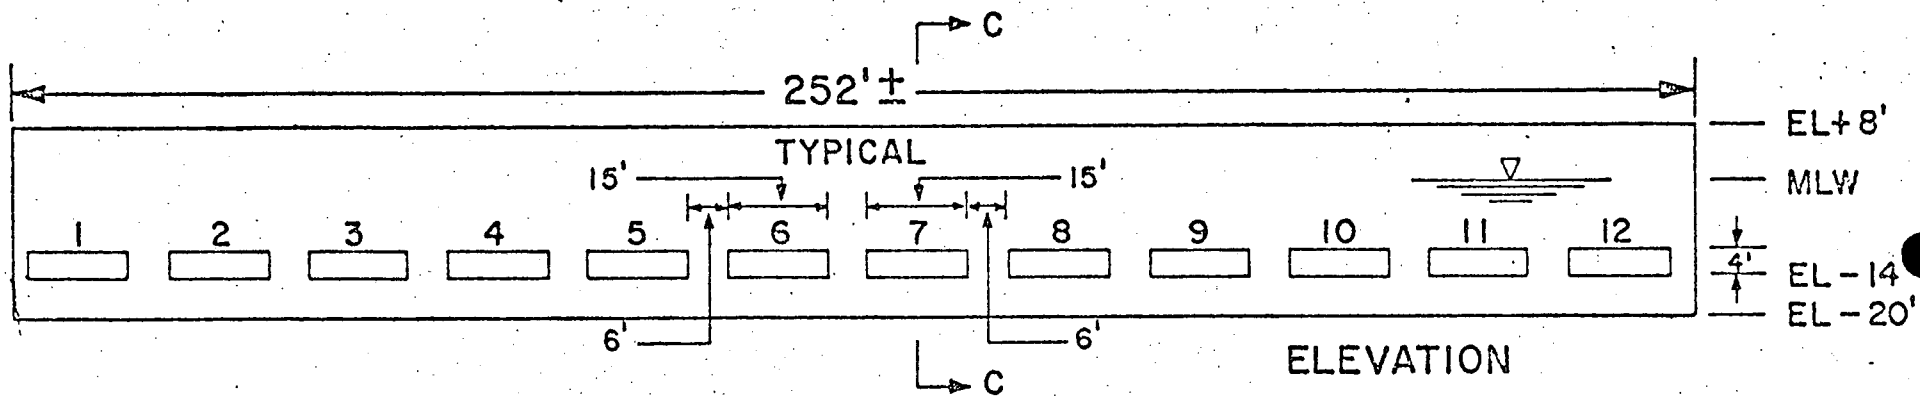 C
252'±
EL+8'
TYPICAL
15' 15'
MLW
1 2 3 4 5 6 7 8 9 10 11 12
4'
EL-14
EL-20'
6' 6'
ELEVATION
C